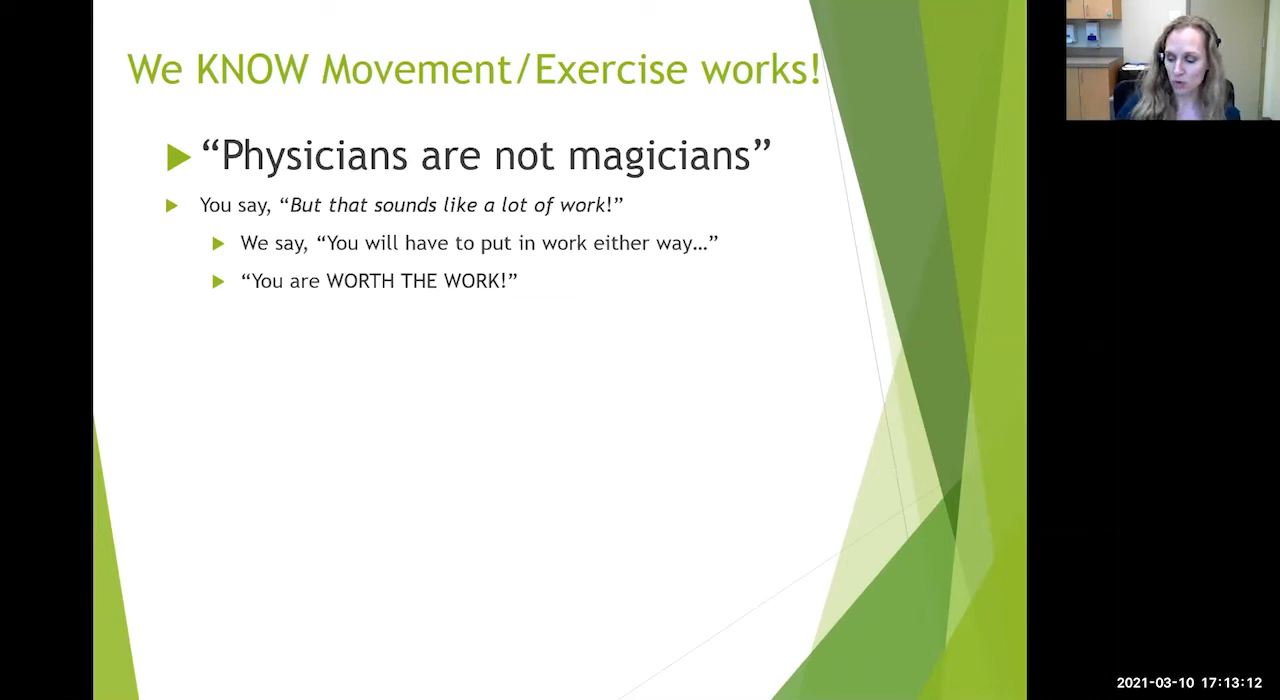 We KNOW Movement/Exercise works!
“Physicians are not magicians”
You say, “But that sounds like a lot of work!”
We say, “You will have to put in work either way…”
“You are WORTH THE WORK!”
2021-03-10 17:13:12